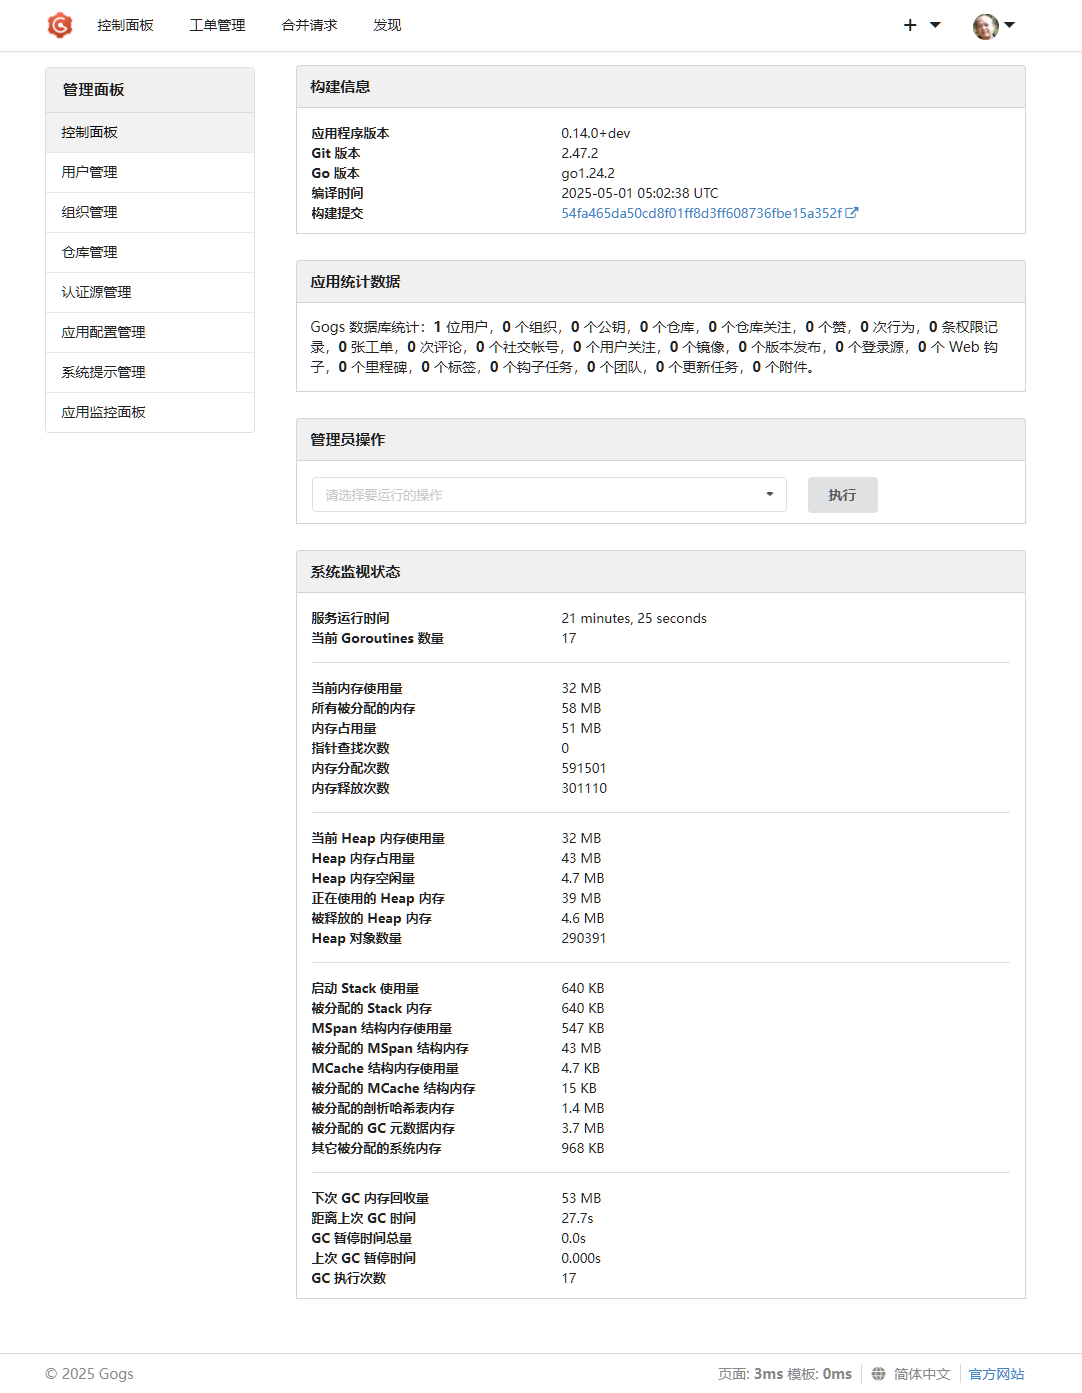 控制面板 工单管理 合并请求 发现
管理面板
控制面板
用户管理
组织管理
仓库管理
认证源管理
应用配置管理
系统提示管理
应用监控面板
构建信息
应用程序版本 0.14.0+dev
Git 版本 2.47.2
Go 版本 go1.24.2
编译时间 2025-05-01 05:02:38 UTC
构建提交 54fa465da50cd8f01ff8d3ff608736fbe15a352f
应用统计数据
Gogs 数据库统计：1 位用户，0 个组织，0 个公钥，0 个仓库，0 个仓库关注，0 个赞，0 次行为，0 条权限记
录，0 张工单，0 次评论，0 个社交帐号，0 个用户关注，0 个镜像，0 个版本发布，0 个登录源，0 个 Web 钩
子，0 个里程碑，0 个标签，0 个钩子任务，0 个团队，0 个更新任务，0 个附件。
管理员操作
请选择要运行的操作 执行
系统监视状态
服务运行时间 21 minutes, 25 seconds
当前 Goroutines 数量 17
当前内存使用量 32 MB
所有被分配的内存 58 MB
内存占用量 51 MB
指针查找次数 0
内存分配次数 591501
内存释放次数 301110
当前 Heap 内存使用量 32 MB
Heap 内存占用量 43 MB
Heap 内存空闲量 4.7 MB
正在使用的 Heap 内存 39 MB
被释放的 Heap 内存 4.6 MB
Heap 对象数量 290391
启动 Stack 使用量 640 KB
被分配的 Stack 内存 640 KB
MSpan 结构内存使用量 547 KB
被分配的 MSpan 结构内存 43 MB
MCache 结构内存使用量 4.7 KB
被分配的 MCache 结构内存 15 KB
被分配的剖析哈希表内存 1.4 MB
被分配的 GC 元数据内存 3.7 MB
其它被分配的系统内存 968 KB
下次 GC 内存回收量 53 MB
距离上次 GC 时间 27.7s
GC 暂停时间总量 0.0s
上次 GC 暂停时间 0.000s
GC 执行次数 17
© 2025 Gogs 页面: 3ms 模板: 0ms 简体中文 官方网站